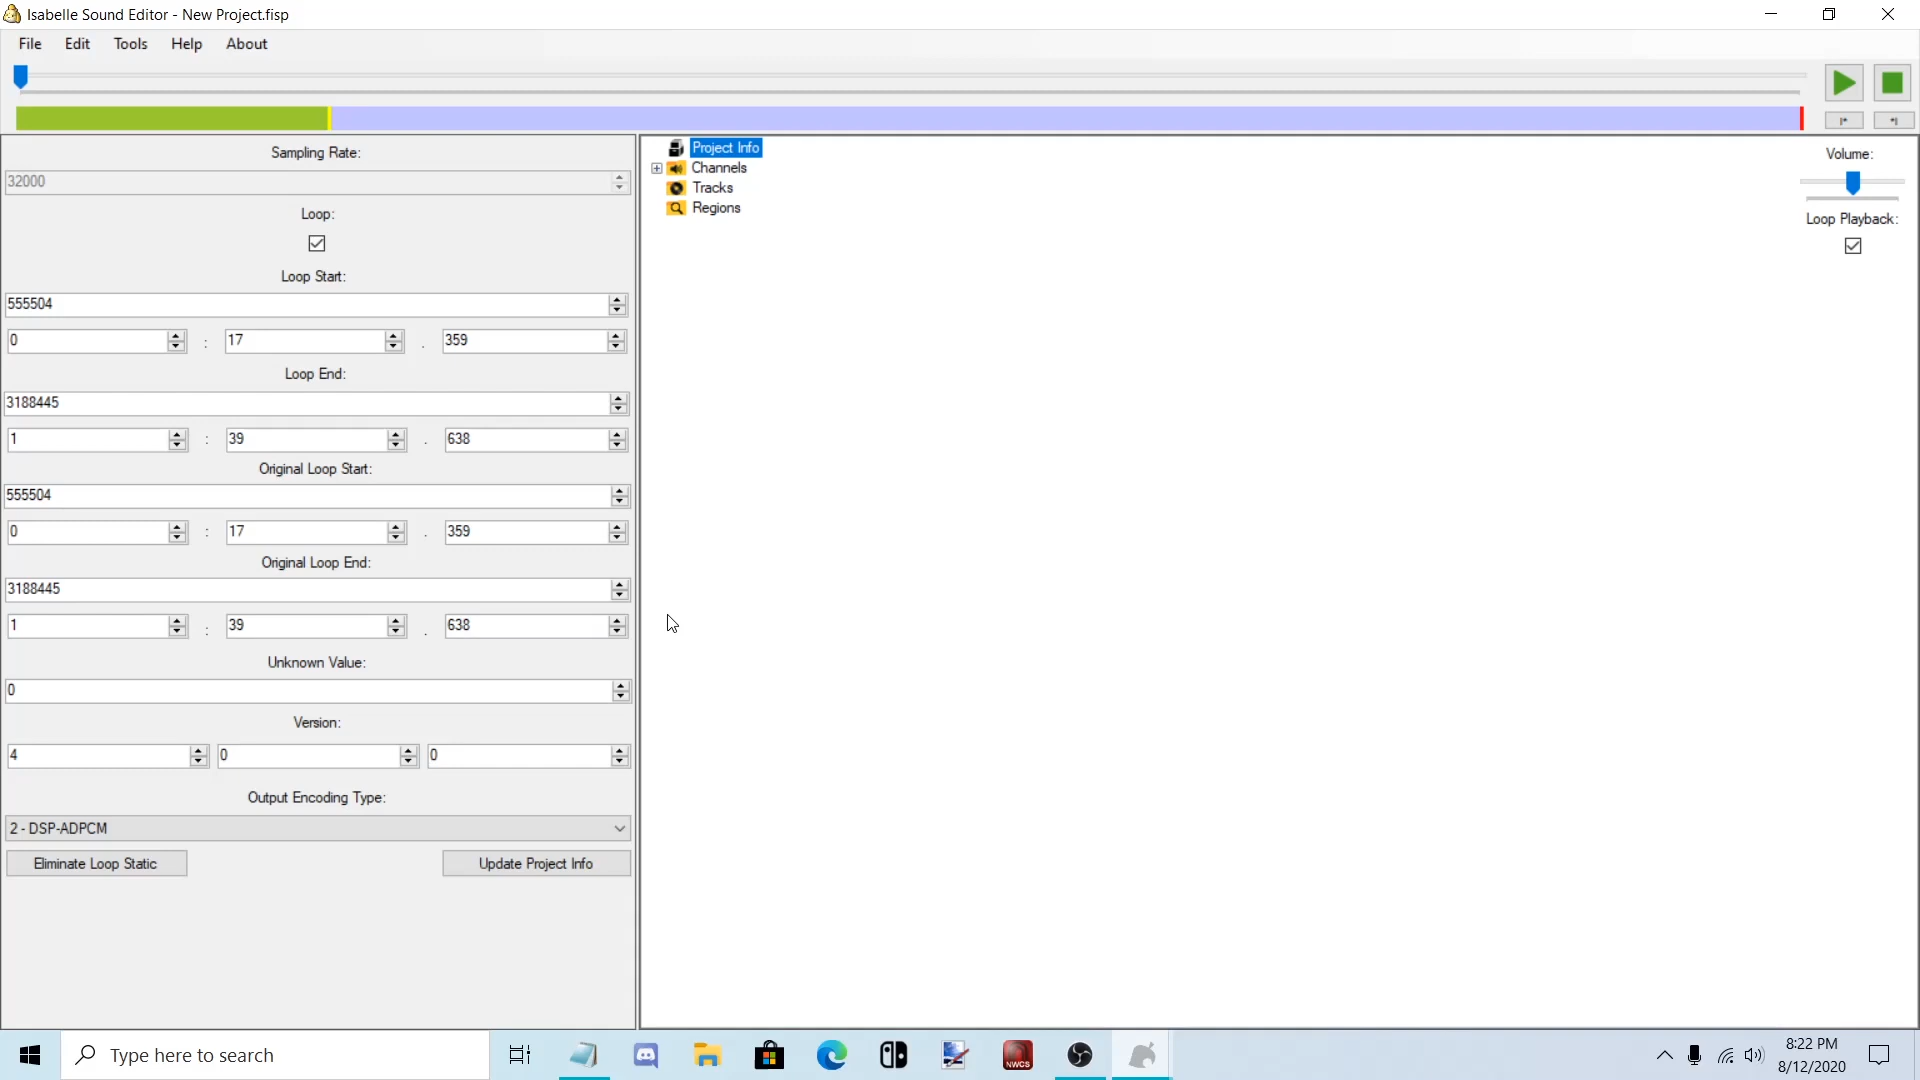 Isabelle Sound Editor - New Project.fisp
File Edit Tools Help About
Sampling Rate:
32000
Loop:
Loop Start:
555504
0 : 17 . 359
Loop End:
3188445
1 : 39 . 638
Original Loop Start:
555504
0 : 17 . 359
Original Loop End:
3188445
1 : 39 . 638
Unknown Value:
0
Version:
4 0 0
Output Encoding Type:
2 - DSP-ADPCM
Eliminate Loop Static Update Project Info
Project Info
Channels
Tracks
Regions
Volume:
Loop Playback:
Type here to search
NWCS
8:22 PM
8/12/2020